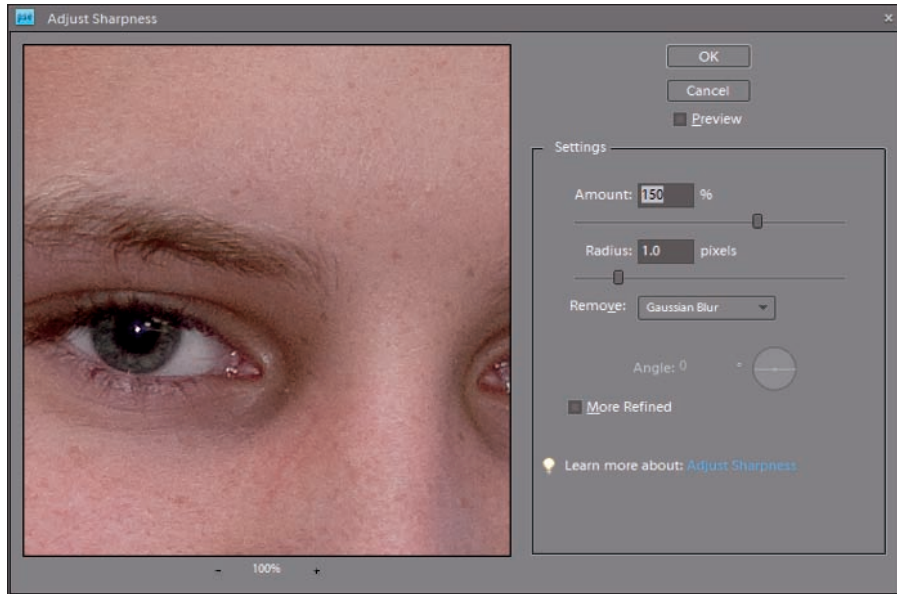 pse Adjust Sharpness x
OK
Cancel
Preview
Settings
Amount: 150 %
Radius: 1.0 pixels
Remove: Gaussian Blur
Angle: 0 °
More Refined
Learn more about: Adjust Sharpness
- 100% +